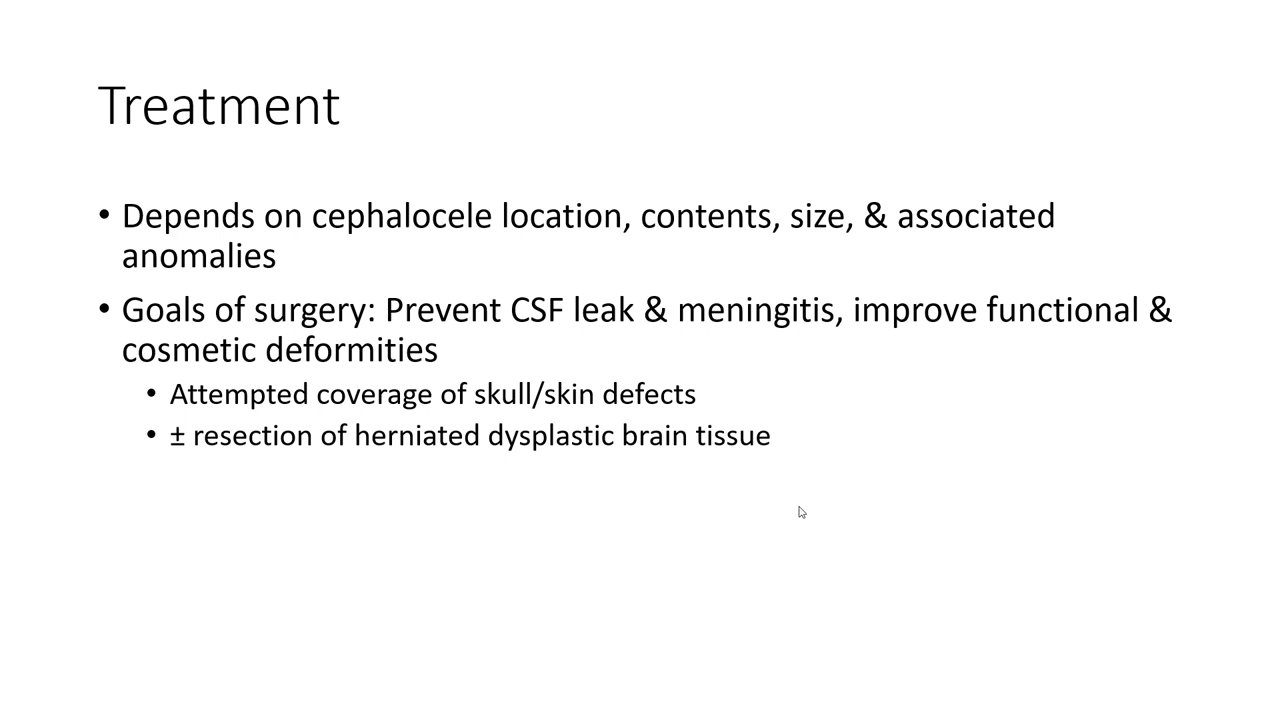 Treatment
• Depends on cephalocele location, contents, size, & associated
anomalies
• Goals of surgery: Prevent CSF leak & meningitis, improve functional &
cosmetic deformities
• Attempted coverage of skull/skin defects
• ± resection of herniated dysplastic brain tissue